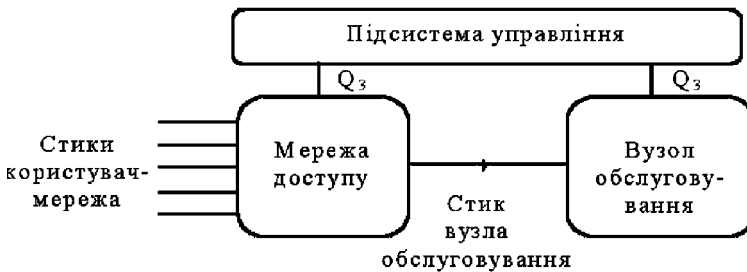 Підсистема управління
Q₃
Q₃
Стики
користувач-
мережа
Мережа
доступу
Вузол
обслугову-
вання
Стик
вузла
обслуговування